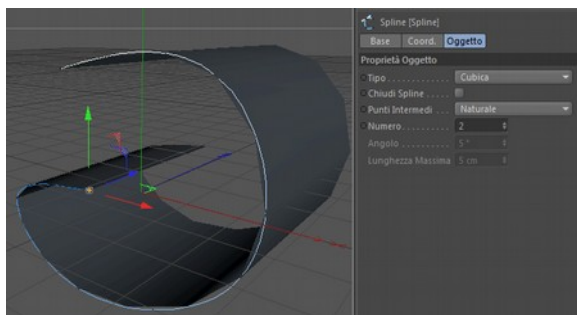 Spline [Spline]
Base Coord. Oggetto
Proprietà Oggetto
Tipo . . . . . . . . . . . . Cubica
Chiudi Spline . . . . .
Punti Intermedi . . . Naturale
Numero . . . . . . . . . 2
Angolo . . . . . . . . . 5 °
Lunghezza Massima 5 cm